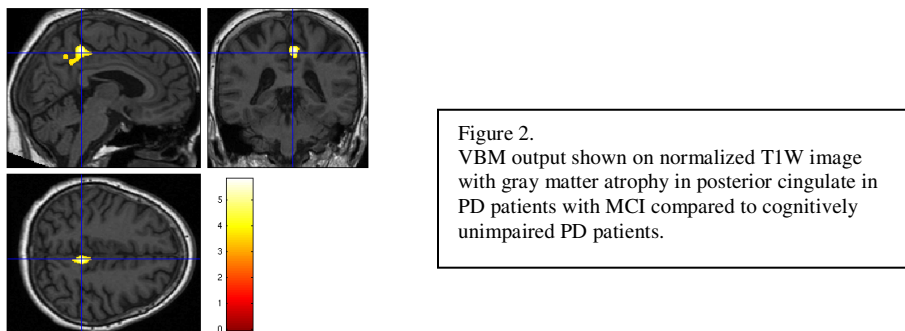 Figure 2.
VBM output shown on normalized T1W image
with gray matter atrophy in posterior cingulate in
PD patients with MCI compared to cognitively
unimpaired PD patients.
5
4
3
2
1
0